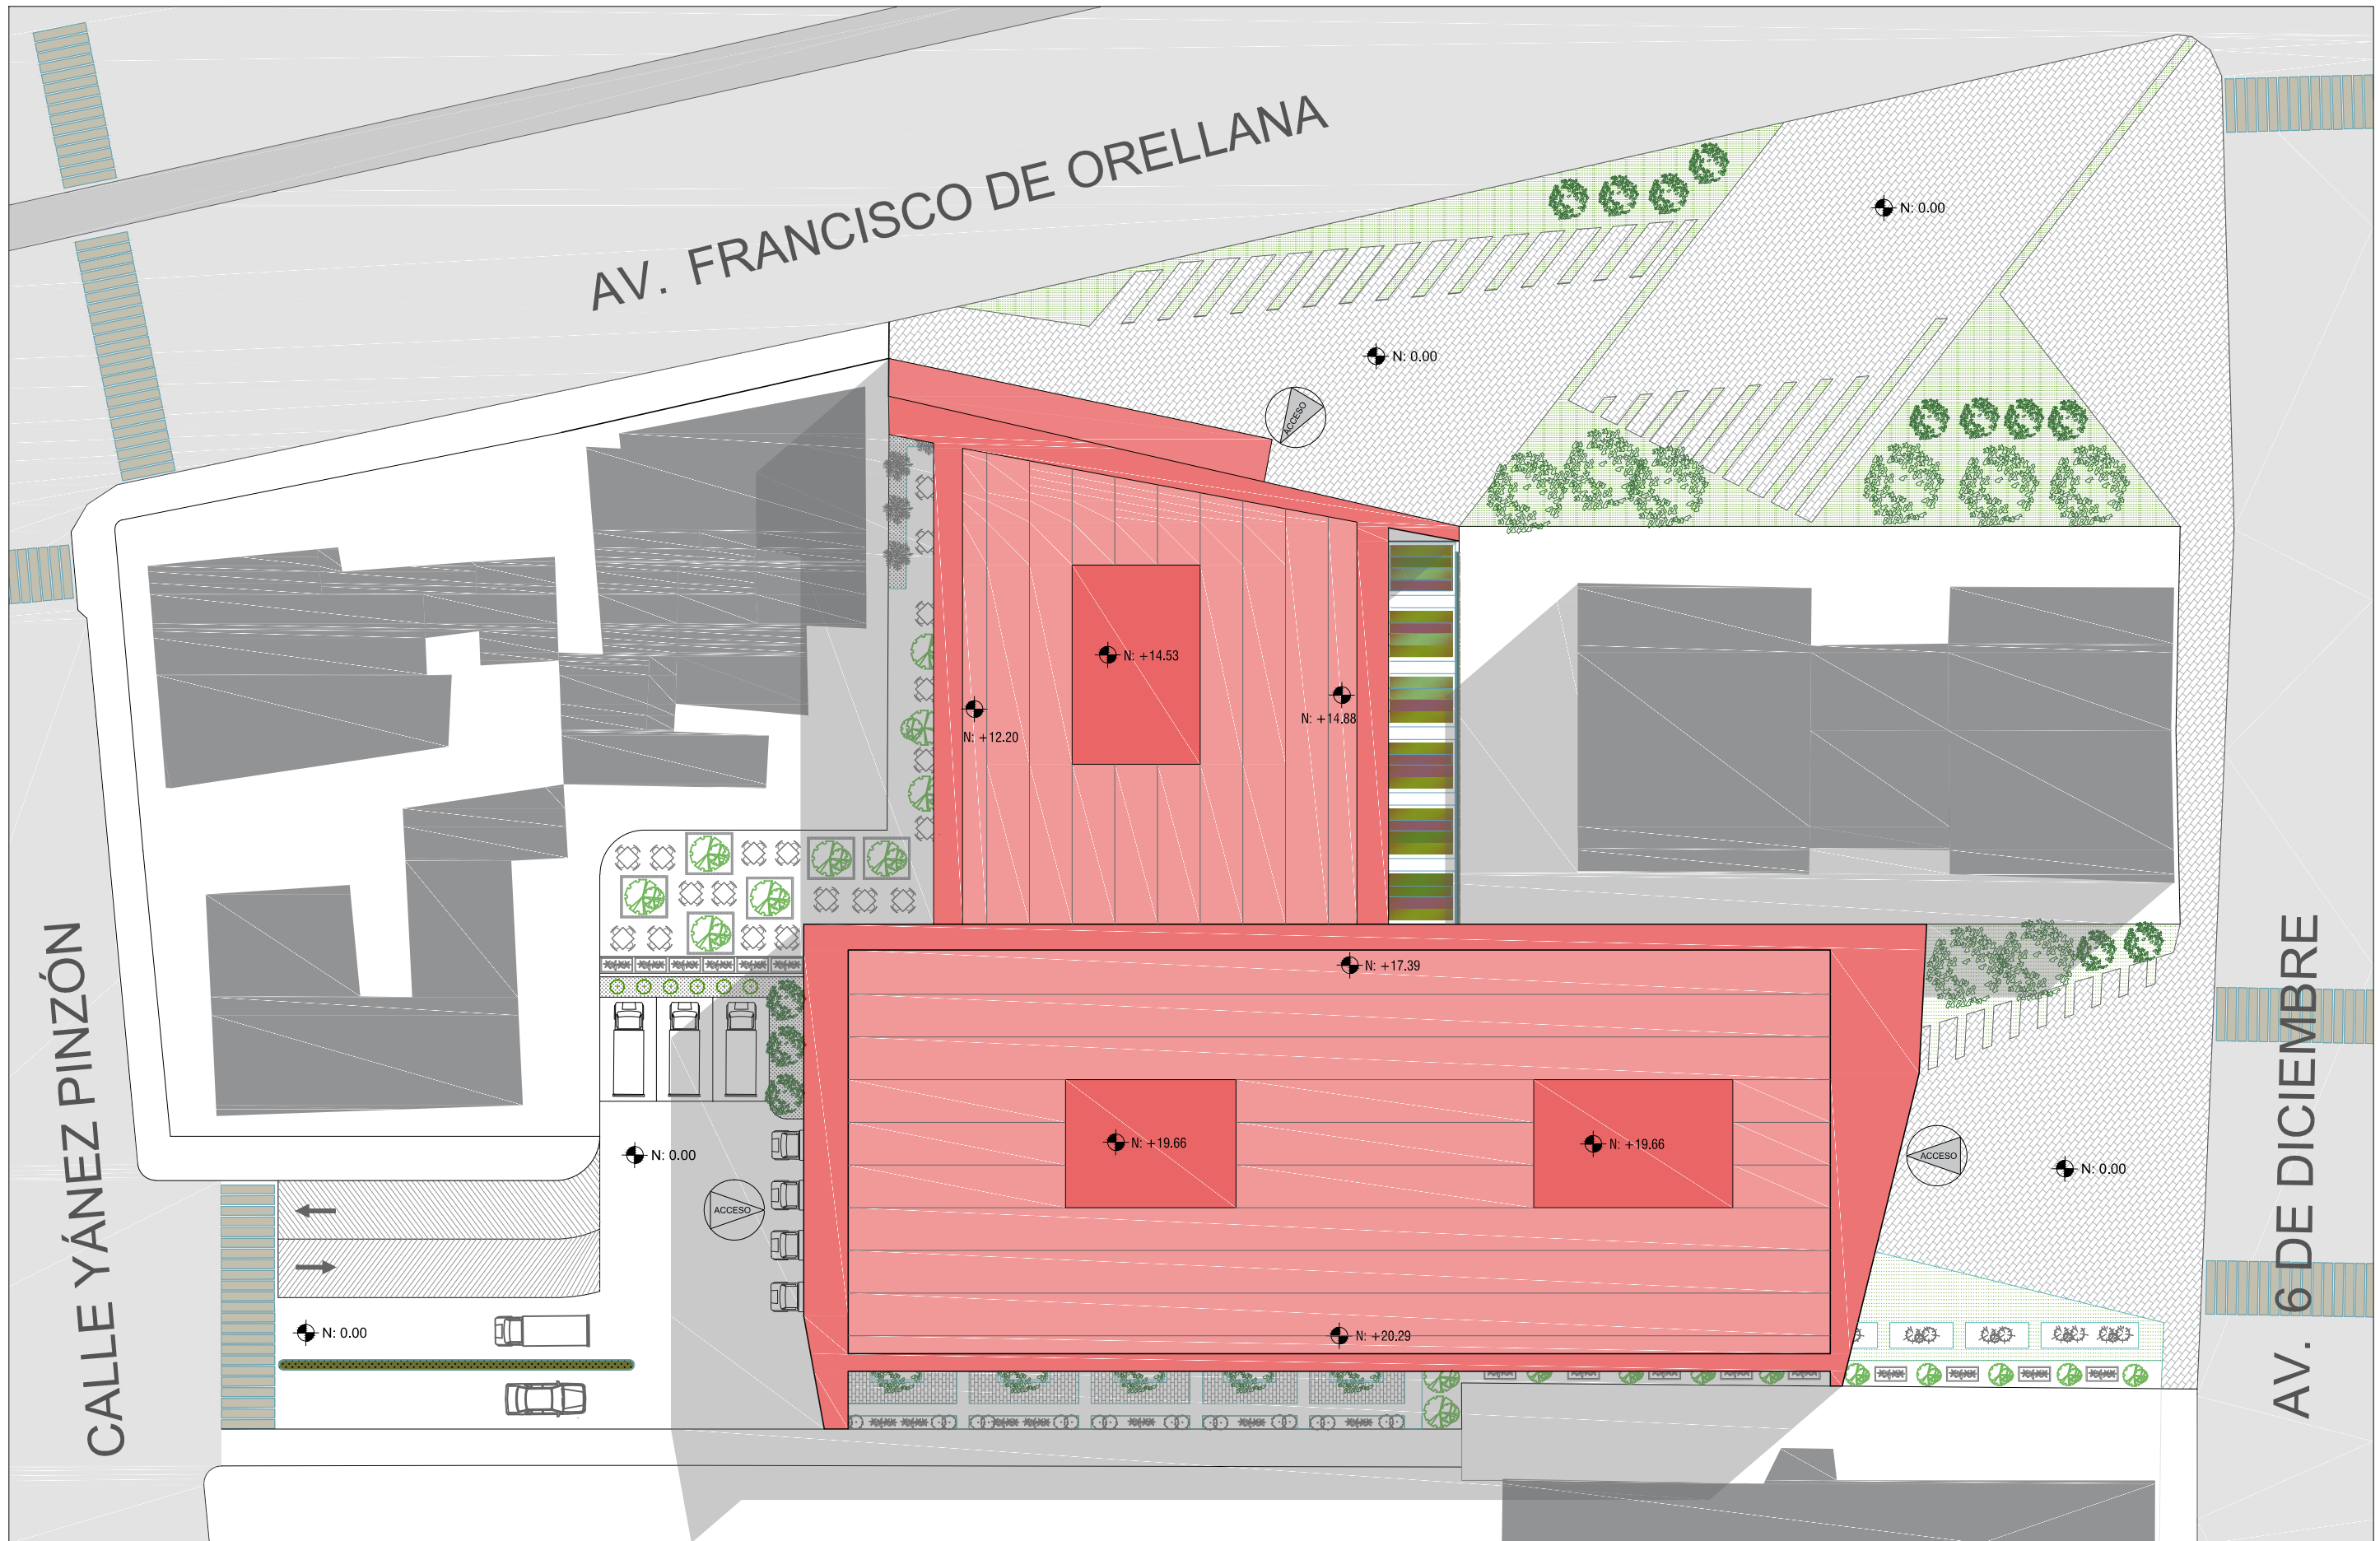 AV. FRANCISCO DE ORELLANA
N: 0.00
N: 0.00
ACCESO
N: +14.53
N: +14.88
N: +12.20
CALLE YÁNEZ PINZÓN
AV. 6 DE DICIEMBRE
N: +17.39
N: +19.66
N: +19.66
N: 0.00
ACCESO
N: 0.00
ACCESO
N: 0.00
N: +20.29